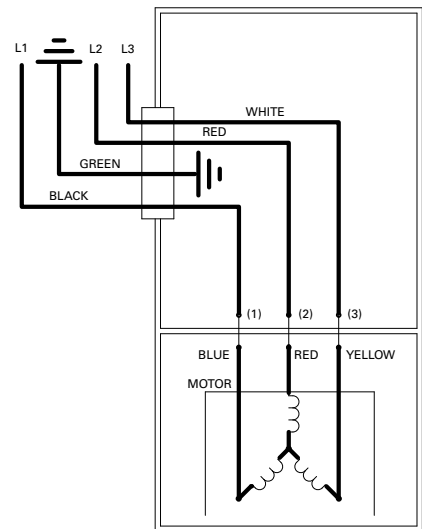 L1 L2 L3
WHITE
RED
GREEN
BLACK
(1) (2) (3)
BLUE RED YELLOW
MOTOR